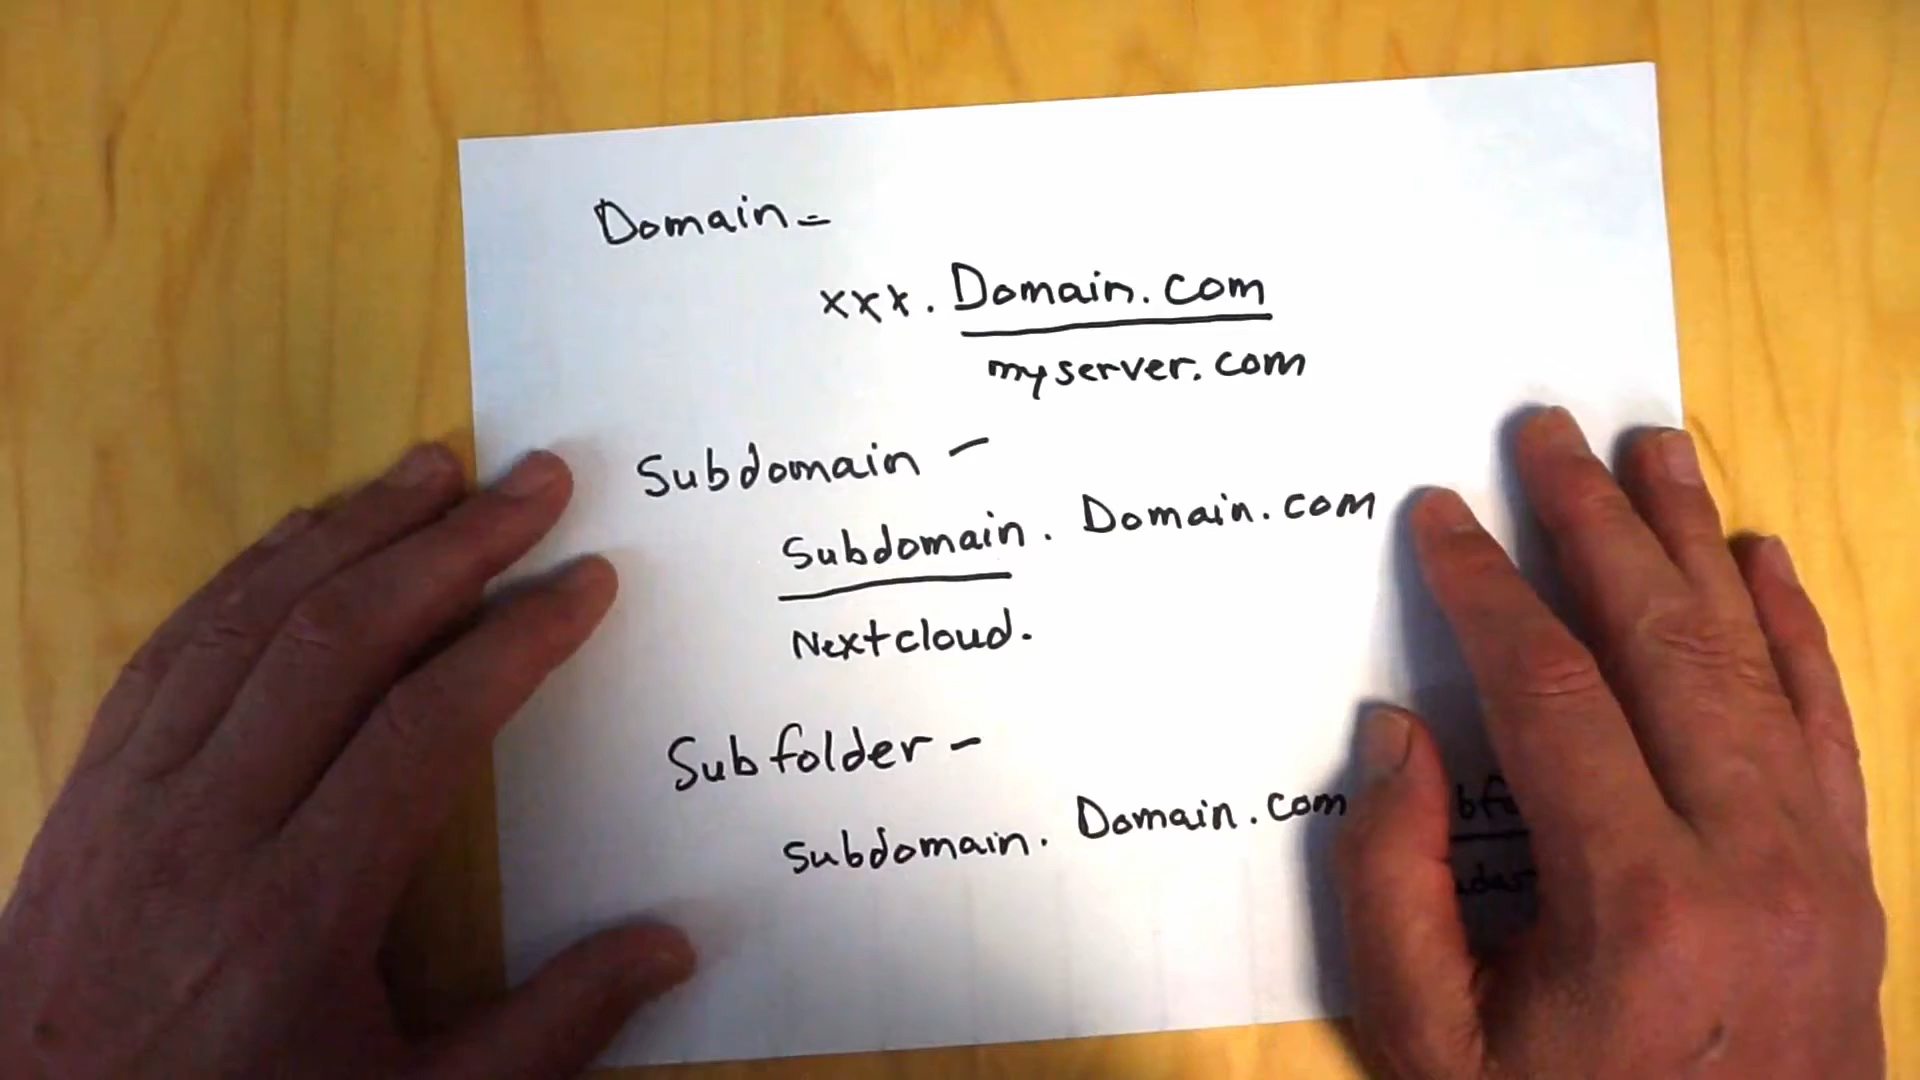 Domain =
xxx. Domain.com
myserver.com
Subdomain -
Subdomain. Domain.com
Nextcloud.
Subfolder -
Subdomain. Domain.com